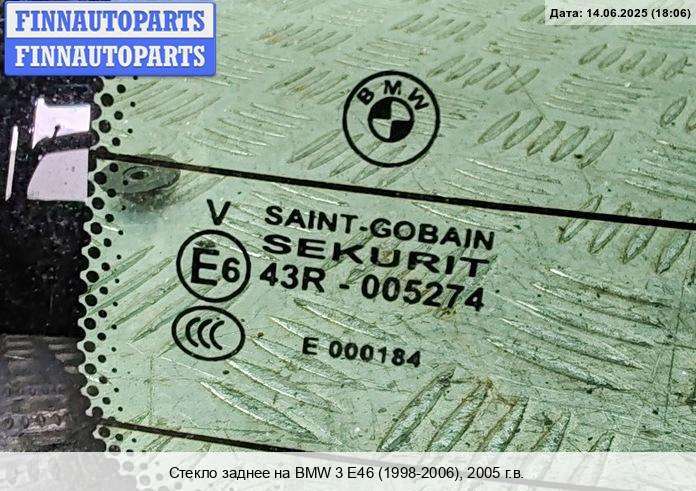 FINNAUTOPARTS
FINNAUTOPARTS
Дата: 14.06.2025 (18:06)
BMW
V SAINT-GOBAIN
SEKURIT
E6 43R - 005274
CCC
E 000184
Стекло заднее на BMW 3 E46 (1998-2006), 2005 г.в.